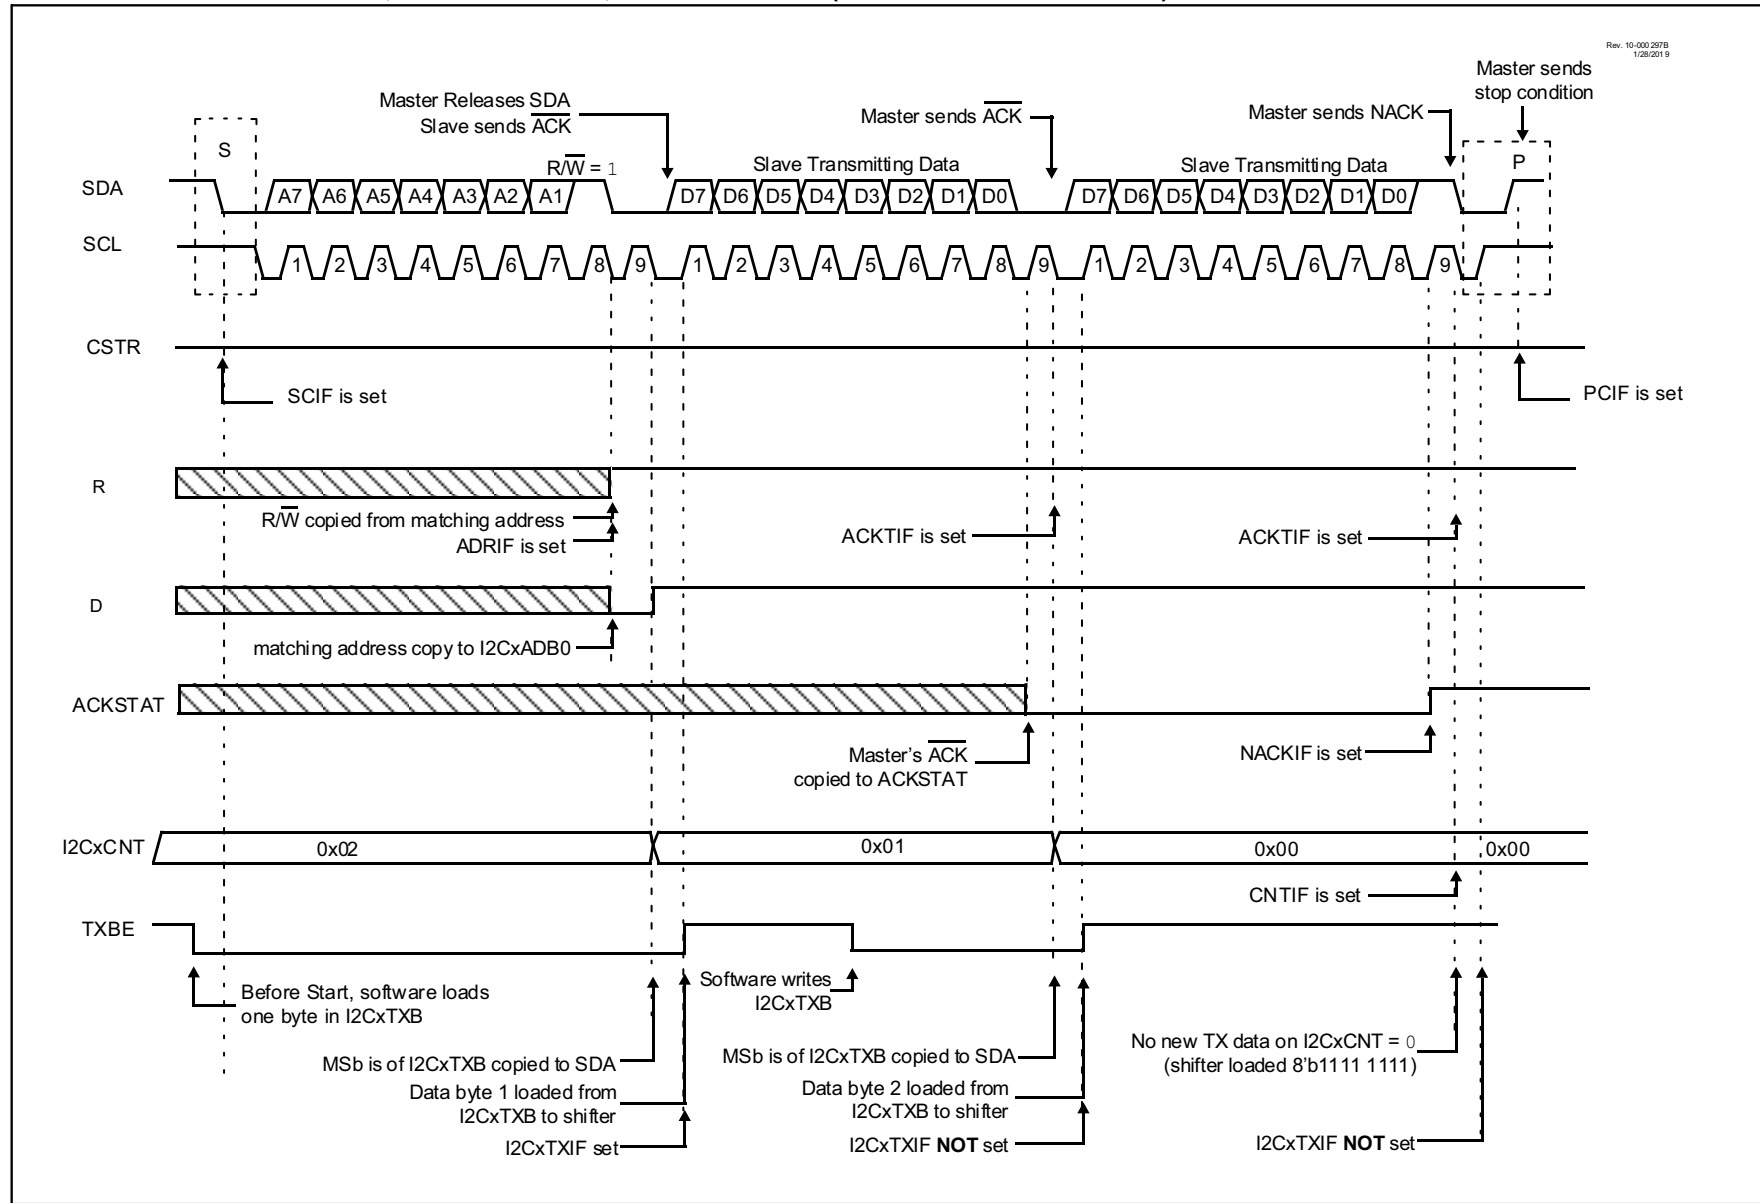 Rev. 10-000297B
1/28/2019
Master sends
stop condition
Master Releases SDA
Slave sends ACK
Master sends ACK
Master sends NACK
S
R/W = 1
Slave Transmitting Data
Slave Transmitting Data
P
SDA
A7 A6 A5 A4 A3 A2 A1 D7 D6 D5 D4 D3 D2 D1 D0 D7 D6 D5 D4 D3 D2 D1 D0
SCL
1 2 3 4 5 6 7 8 9 1 2 3 4 5 6 7 8 9 1 2 3 4 5 6 7 8 9
CSTR
SCIF is set
PCIF is set
R
R/W copied from matching address
ADRIF is set
ACKTIF is set
ACKTIF is set
D
matching address copy to I2CxADB0
ACKSTAT
Master's ACK
copied to ACKSTAT
NACKIF is set
I2CxCNT
0x02
0x01
0x00
0x00
CNTIF is set
TXBE
Before Start, software loads
one byte in I2CxTXB
Software writes
I2CxTXB
MSb is of I2CxTXB copied to SDA
Data byte 1 loaded from
I2CxTXB to shifter
I2CxTXIF set
MSb is of I2CxTXB copied to SDA
Data byte 2 loaded from
I2CxTXB to shifter
I2CxTXIF NOT set
No new TX data on I2CxCNT = 0
(shifter loaded 8'b1111 1111)
I2CxTXIF NOT set